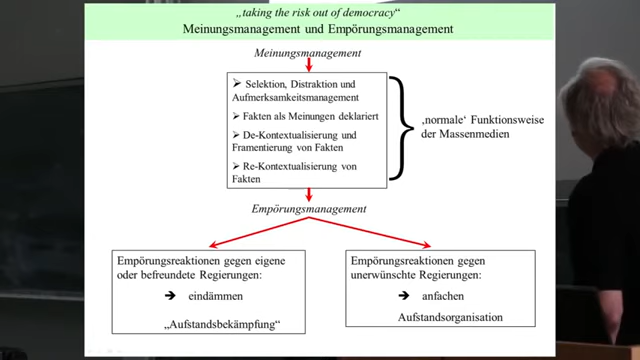 „taking the risk out of democracy“
Meinungsmanagement und Empörungsmanagement
Meinungsmanagement
➢ Selektion, Distraktion und
Aufmerksamkeitsmanagement
➢ Fakten als Meinungen deklariert
➢ De-Kontextualisierung und
Framentierung von Fakten
➢ Re-Kontextualisierung von
Fakten
‚normale‘ Funktionsweise
der Massenmedien
Empörungsmanagement
Empörungsreaktionen gegen eigene
oder befreundete Regierungen:
➔ eindämmen
„Aufstandsbekämpfung“
Empörungsreaktionen gegen
unerwünschte Regierungen:
➔ anfachen
Aufstandsorganisation